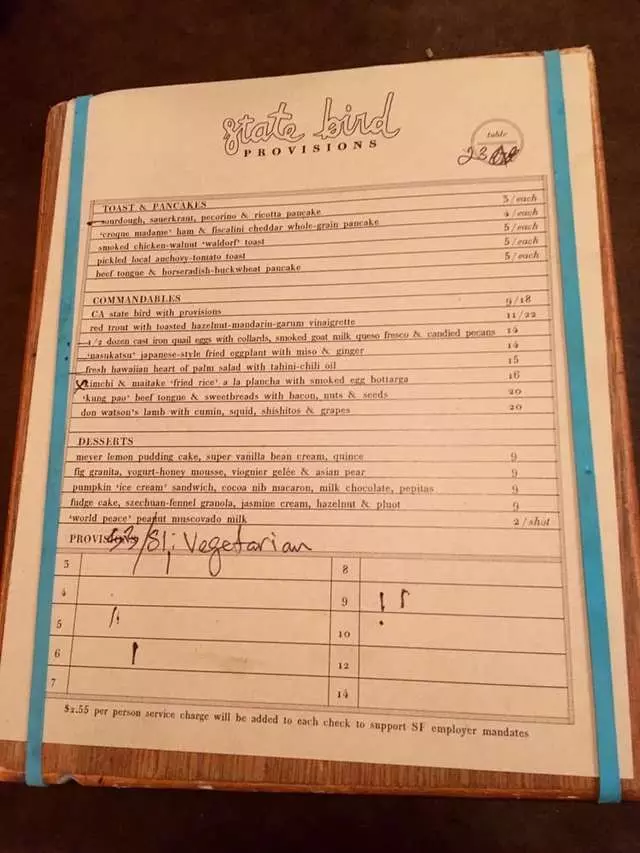 state bird
PROVISIONS
table
23
TOAST & PANCAKES
sourdough, sauerkraut, pecorino & ricotta pancake 3/each
'croque madame' ham & fiscalini cheddar whole-grain pancake 4/each
smoked chicken-walnut 'waldorf' toast 5/each
pickled local anchovy-tomato toast 5/each
beef tongue & horseradish-buckwheat pancake 5/each
COMMANDABLES
CA state bird with provisions 9/18
red trout with toasted hazelnut-mandarin-garum vinaigrette 11/22
1/2 dozen cast iron quail eggs with collards, smoked goat milk queso fresco & candied pecans 14
'nasukatsu' japanese-style fried eggplant with miso & ginger 14
fresh hawaiian heart of palm salad with tahini-chili oil 15
kimchi & maitake 'fried rice' a la plancha with smoked egg bottarga 16
'kung pao' beef tongue & sweetbreads with bacon, nuts & seeds 20
don watson's lamb with cumin, squid, shishitos & grapes 20
DESSERTS
meyer lemon pudding cake, super vanilla bean cream, quince 9
fig granita, yogurt-honey mousse, viognier gelée & asian pear 9
pumpkin 'ice cream' sandwich, cocoa nib macaron, milk chocolate, pepitas 9
fudge cake, szechuan-fennel granola, jasmine cream, hazelnut & pluot 9
'world peace' peanut muscovado milk 2/shot
PROVISIONS Vegetarian
3 8
4 9
5 10
6 12
7 14
$2.55 per person service charge will be added to each check to support SF employer mandates